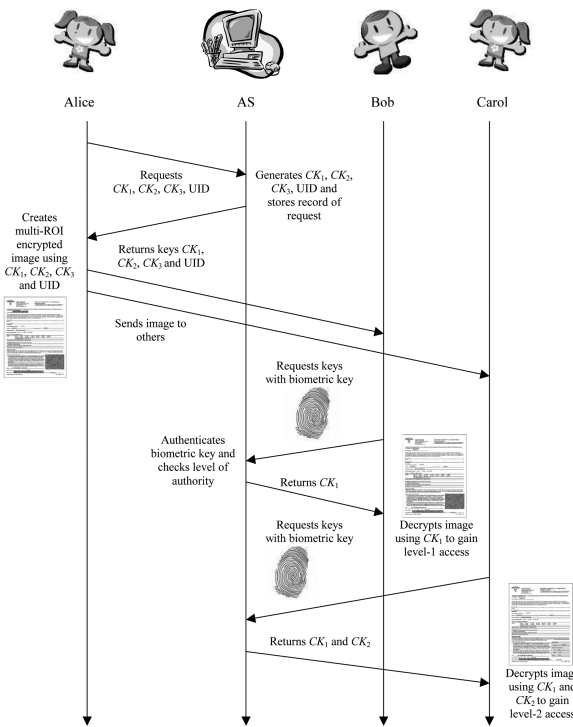 Alice
AS
Bob
Carol
Requests
CK1, CK2, CK3, UID
Generates CK1, CK2,
CK3, UID and
stores record of
request
Creates
multi-ROI
encrypted
image using
CK1, CK2, CK3
and UID
Returns keys CK1,
CK2, CK3 and UID
Sends image to
others
Requests keys
with biometric key
Authenticates
biometric key and
checks level of
authority
Returns CK1
Decrypts image
using CK1 to gain
level-1 access
Requests keys
with biometric key
Returns CK1 and CK2
Decrypts imag
using CK1 and
CK2 to gain
level-2 access